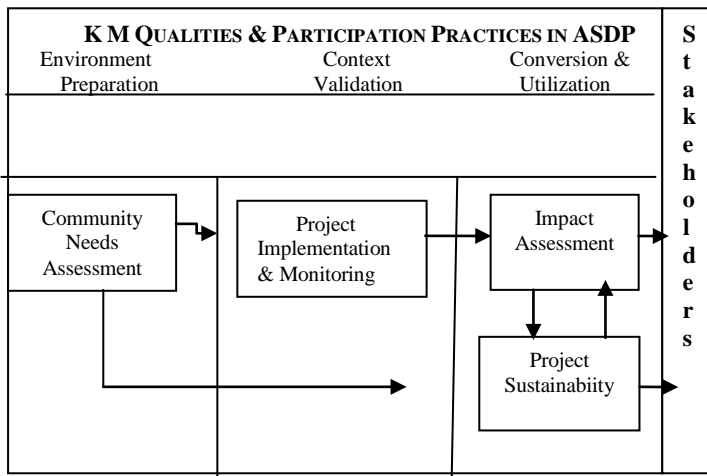 K M QUALITIES & PARTICIPATION PRACTICES IN ASDP
Environment
Preparation
Context
Validation
Conversion &
Utilization
Community
Needs
Assessment
Project
Implementation
& Monitoring
Impact
Assessment
Project
Sustainabiity
Stakeholders